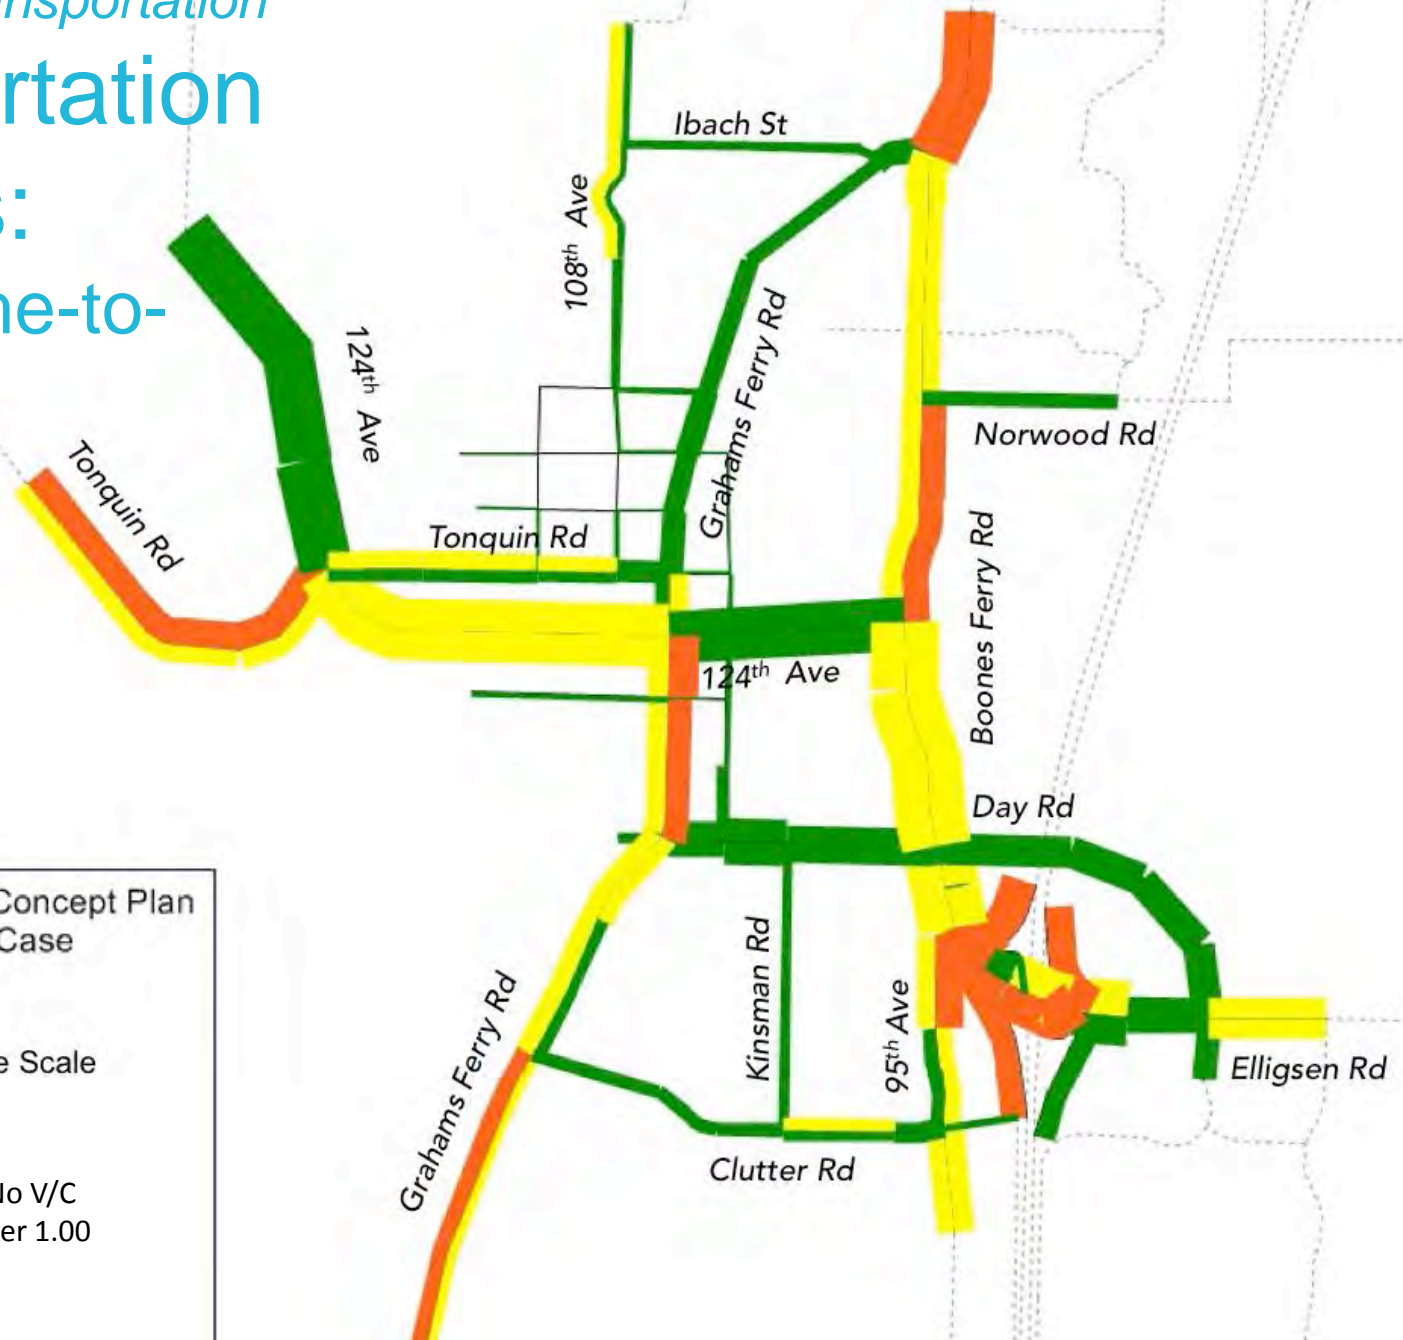 nsportation
rtation
s:
ne-to-
Ibach St
108th Ave
Grahams Ferry Rd
124th Ave
Tonquin Rd
Tonquin Rd
Norwood Rd
Boones Ferry Rd
124th Ave
Day Rd
Concept Plan
Case
e Scale
No V/C
er 1.00
Grahams Ferry Rd
Kinsman Rd
95th Ave
Elligsen Rd
Clutter Rd